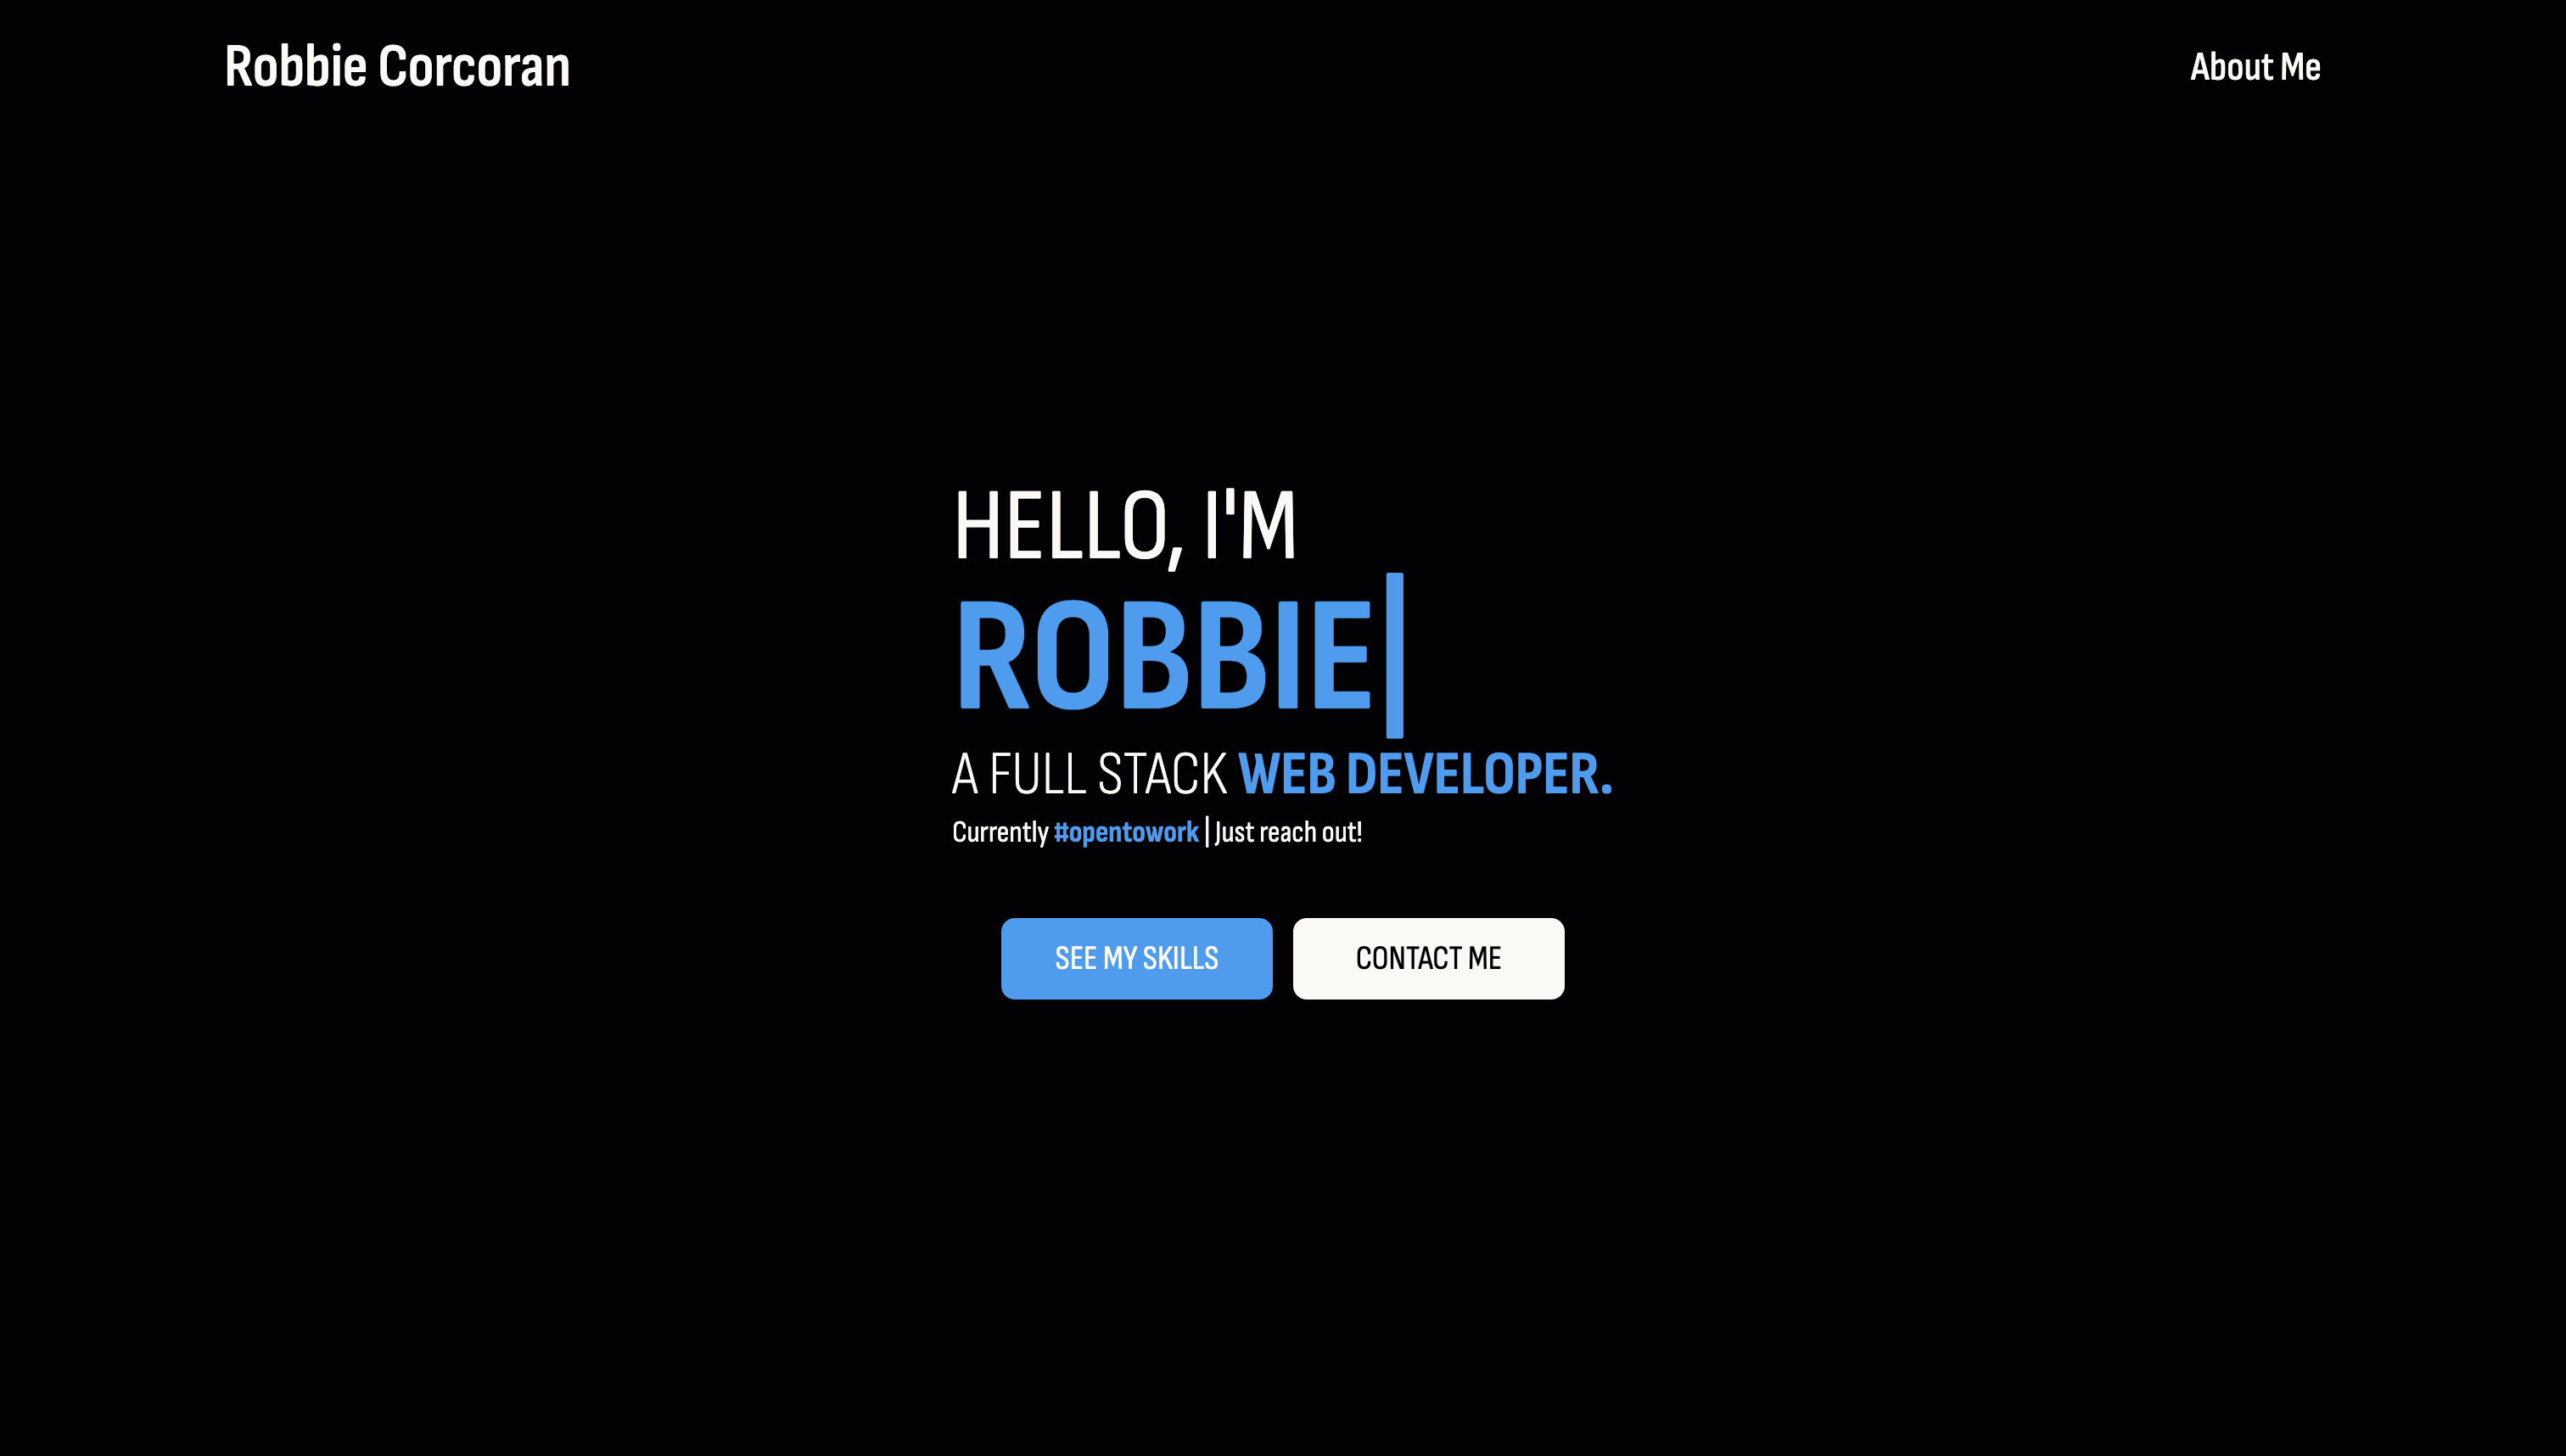 Robbie Corcoran
About Me
HELLO, I'M
ROBBIE|
A FULL STACK WEB DEVELOPER.
Currently #opentowork | Just reach out!
SEE MY SKILLS
CONTACT ME